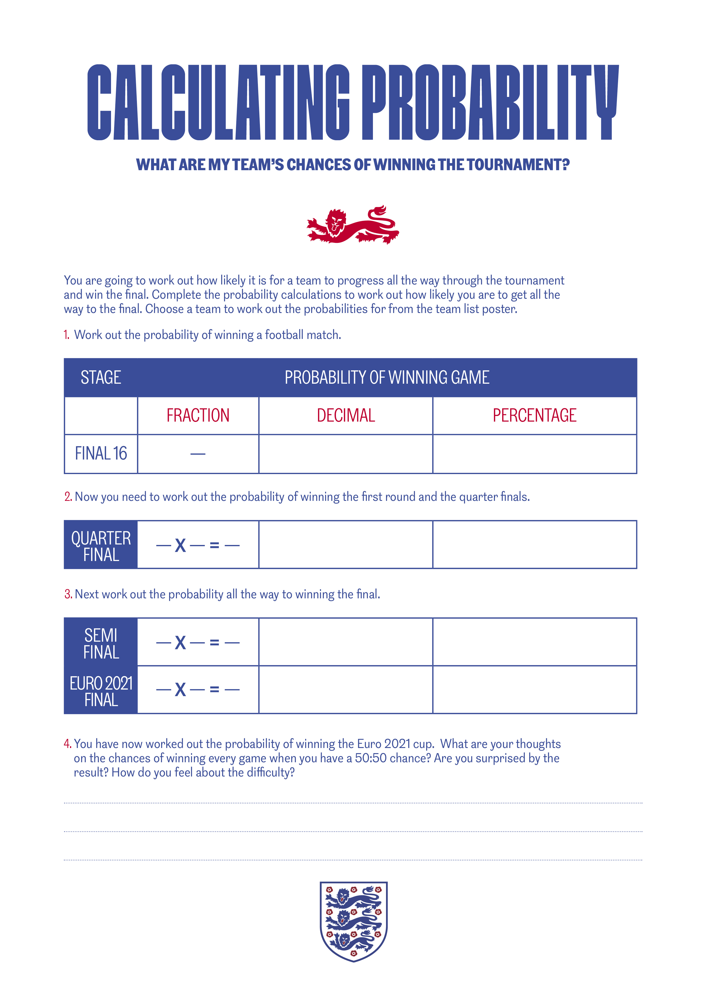 CALCULATING PROBABILITY
WHAT ARE MY TEAM'S CHANCES OF WINNING THE TOURNAMENT?
You are going to work out how likely it is for a team to progress all the way through the tournament
and win the final. Complete the probability calculations to work out how likely you are to get all the
way to the final. Choose a team to work out the probabilities for from the team list poster.
1. Work out the probability of winning a football match.
STAGE PROBABILITY OF WINNING GAME
FRACTION DECIMAL PERCENTAGE
FINAL 16 —
2. Now you need to work out the probability of winning the first round and the quarter finals.
QUARTER
FINAL
— X — = —
3. Next work out the probability all the way to winning the final.
SEMI
FINAL
— X — = —
EURO 2021
FINAL
— X — = —
4. You have now worked out the probability of winning the Euro 2021 cup.  What are your thoughts
on the chances of winning every game when you have a 50:50 chance? Are you surprised by the
result? How do you feel about the difficulty?